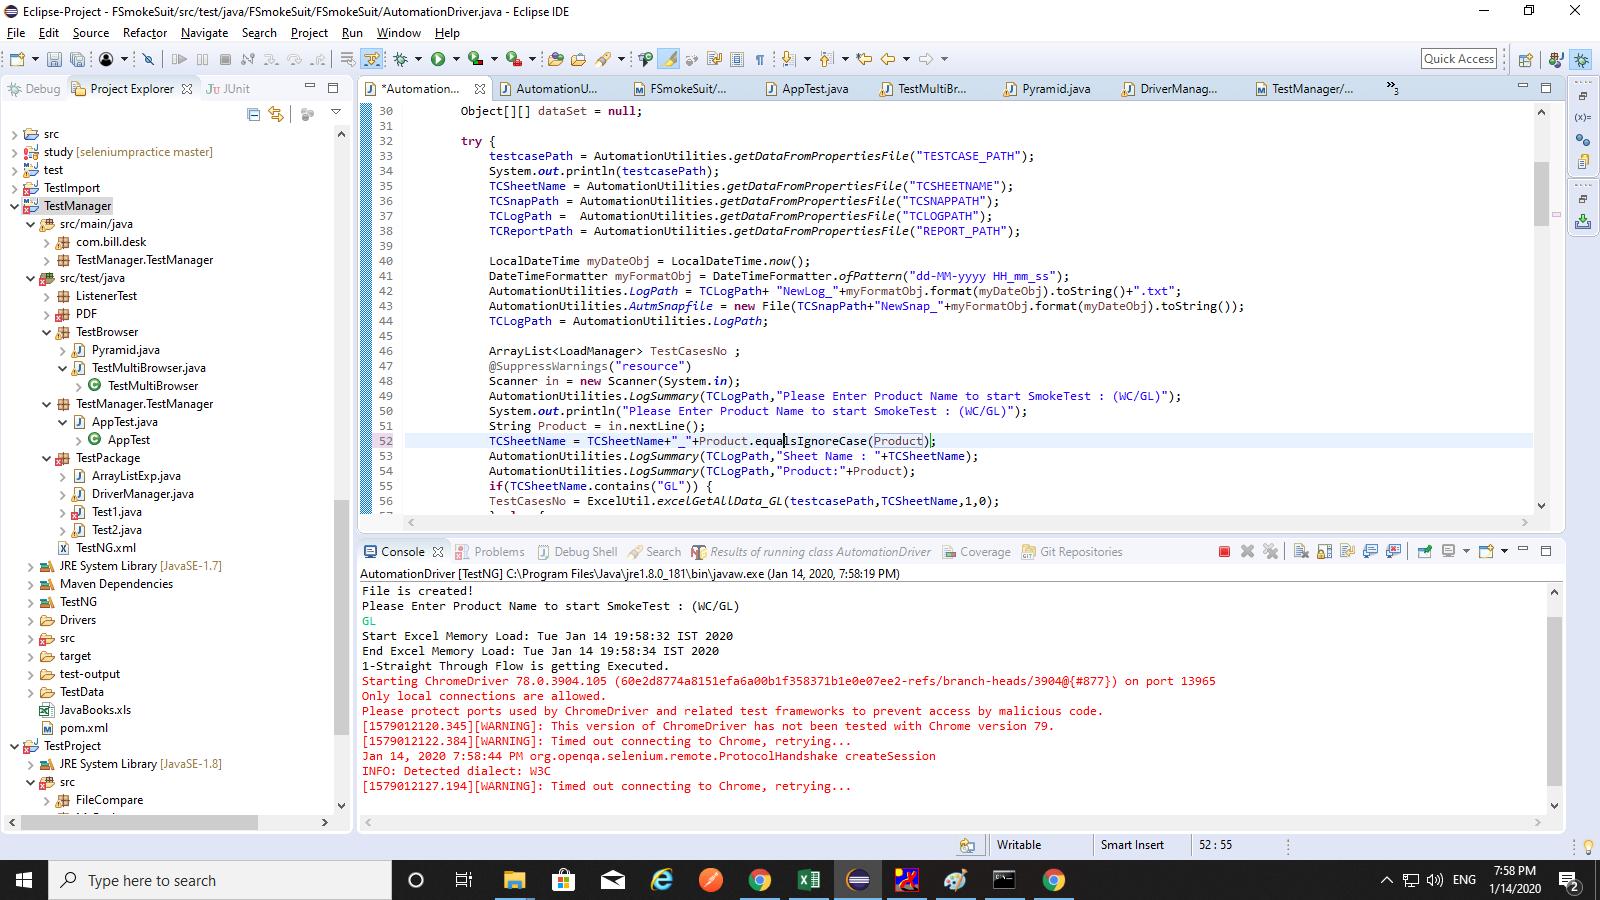 Eclipse-Project - FSmokeSuit/src/test/java/FSmokeSuit/FSmokeSuit/AutomationDriver.java - Eclipse IDE
File Edit Source Refactor Navigate Search Project Run Window Help
Quick Access
Debug Project Explorer JUnit
src
study [seleniumpractice master]
test
TestImport
TestManager
src/main/java
com.bill.desk
TestManager.TestManager
src/test/java
ListenerTest
PDF
TestBrowser
Pyramid.java
TestMultiBrowser.java
TestMultiBrowser
TestManager.TestManager
AppTest.java
AppTest
TestPackage
ArrayListExp.java
DriverManager.java
Test1.java
Test2.java
TestNG.xml
JRE System Library [JavaSE-1.7]
Maven Dependencies
TestNG
Drivers
src
target
test-output
TestData
JavaBooks.xls
pom.xml
TestProject
JRE System Library [JavaSE-1.8]
src
FileCompare
*Automation... AutomationU... FSmokeSuit/... AppTest.java TestMultiBr... Pyramid.java DriverManag... TestManager/... »3
30 Object[][] dataSet = null;
31
32 try {
33 testcasePath = AutomationUtilities.getDataFromPropertiesFile("TESTCASE_PATH");
34 System.out.println(testcasePath);
35 TCSheetName = AutomationUtilities.getDataFromPropertiesFile("TCSHEETNAME");
36 TCSnapPath = AutomationUtilities.getDataFromPropertiesFile("TCSNAPPATH");
37 TCLogPath = AutomationUtilities.getDataFromPropertiesFile("TCLOGPATH");
38 TCReportPath = AutomationUtilities.getDataFromPropertiesFile("REPORT_PATH");
39
40 LocalDateTime myDateObj = LocalDateTime.now();
41 DateTimeFormatter myFormatObj = DateTimeFormatter.ofPattern("dd-MM-yyyy HH_mm_ss");
42 AutomationUtilities.LogPath = TCLogPath+ "NewLog_"+myFormatObj.format(myDateObj).toString()+".txt";
43 AutomationUtilities.AutmSnapfile = new File(TCSnapPath+"NewSnap_"+myFormatObj.format(myDateObj).toString());
44 TCLogPath = AutomationUtilities.LogPath;
45
46 ArrayList<LoadManager> TestCasesNo ;
47 @SuppressWarnings("resource")
48 Scanner in = new Scanner(System.in);
49 AutomationUtilities.LogSummary(TCLogPath,"Please Enter Product Name to start SmokeTest : (WC/GL)");
50 System.out.println("Please Enter Product Name to start SmokeTest : (WC/GL)");
51 String Product = in.nextLine();
52 TCSheetName = TCSheetName+"_"+Product.equalsIgnoreCase(Product);
53 AutomationUtilities.LogSummary(TCLogPath,"Sheet Name : "+TCSheetName);
54 AutomationUtilities.LogSummary(TCLogPath,"Product:"+Product);
55 if(TCSheetName.contains("GL")) {
56 TestCasesNo = ExcelUtil.excelGetAllData_GL(testcasePath,TCSheetName,1,0);
Console Problems Debug Shell Search Results of running class AutomationDriver Coverage Git Repositories
AutomationDriver [TestNG] C:\Program Files\Java\jre1.8.0_181\bin\javaw.exe (Jan 14, 2020, 7:58:19 PM)
File is created!
Please Enter Product Name to start SmokeTest : (WC/GL)
GL
Start Excel Memory Load: Tue Jan 14 19:58:32 IST 2020
End Excel Memory Load: Tue Jan 14 19:58:34 IST 2020
1-Straight Through Flow is getting Executed.
Starting ChromeDriver 78.0.3904.105 (60e2d8774a8151efa6a00b1f358371b1e0e07ee2-refs/branch-heads/3904@{#877}) on port 13965
Only local connections are allowed.
Please protect ports used by ChromeDriver and related test frameworks to prevent access by malicious code.
[1579012120.345][WARNING]: This version of ChromeDriver has not been tested with Chrome version 79.
[1579012122.384][WARNING]: Timed out connecting to Chrome, retrying...
Jan 14, 2020 7:58:44 PM org.openqa.selenium.remote.ProtocolHandshake createSession
INFO: Detected dialect: W3C
[1579012127.194][WARNING]: Timed out connecting to Chrome, retrying...
Writable Smart Insert 52 : 55
Type here to search
ENG
7:58 PM
1/14/2020
2